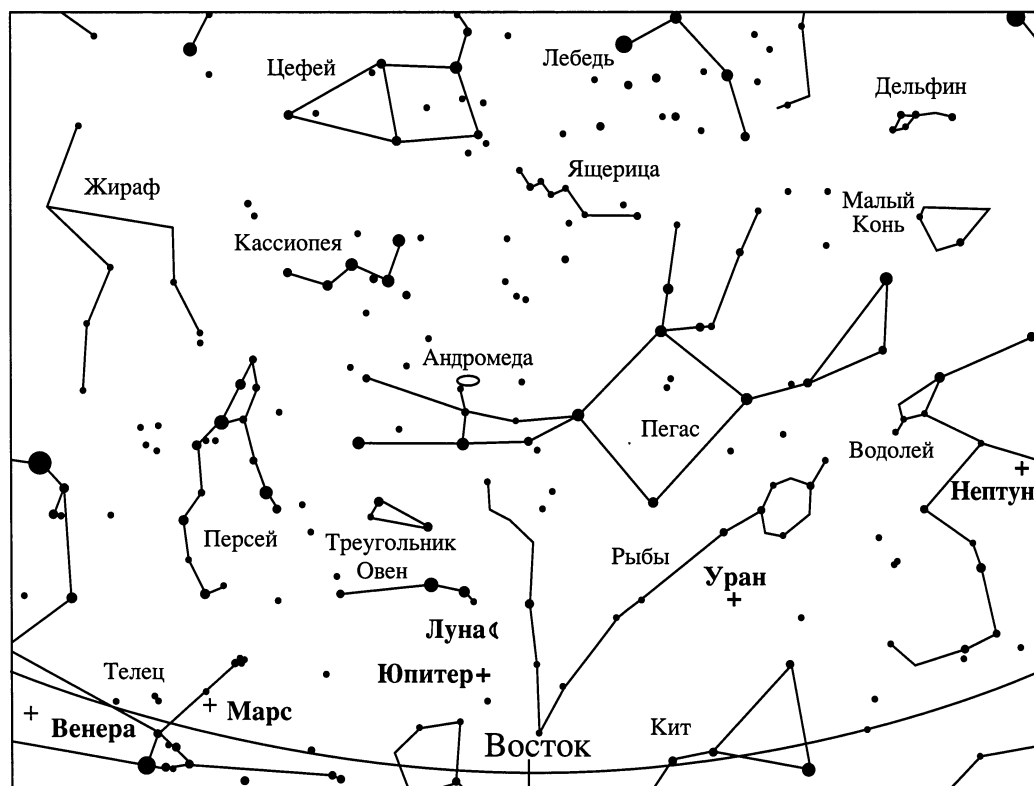 Цефей
Лебедь
Дельфин
Жираф
Ящерица
Малый
Конь
Кассиопея
Андромеда
Пегас
Водолей
Нептун
Персей
Треугольник
Овен
Рыбы
Уран
Луна
Юпитер
Телец
Марс
Венера
Кит
Восток